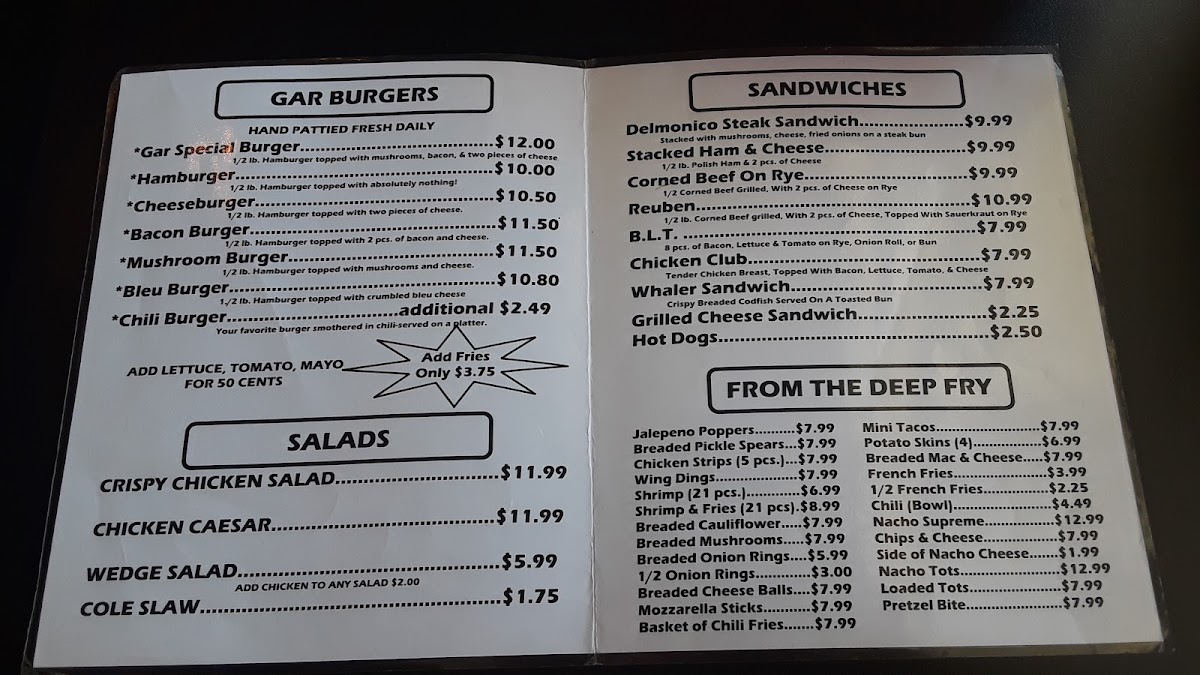 GAR BURGERS
HAND PATTIED FRESH DAILY
*Gar Special Burger.......................................$12.00
1/2 lb. Hamburger topped with mushrooms, bacon, & two pieces of cheese
*Hamburger.......................................$10.00
1/2 lb. Hamburger topped with absolutely nothing!
*Cheeseburger.......................................$10.50
1/2 lb. Hamburger topped with two pieces of cheese.
*Bacon Burger.......................................$11.50
1/2 lb. Hamburger topped with 2 pcs. of bacon and cheese.
*Mushroom Burger.......................................$11.50
1/2 lb. Hamburger topped with mushrooms and cheese.
*Bleu Burger.......................................$10.80
1./2 lb. Hamburger topped with crumbled bleu cheese
*Chili Burger..........................additional $2.49
Your favorite burger smothered in chili-served on a platter.
ADD LETTUCE, TOMATO, MAYO
FOR 50 CENTS
Add Fries
Only $3.75
SALADS
CRISPY CHICKEN SALAD..........................$11.99
CHICKEN CAESAR..........................$11.99
WEDGE SALAD..........................$5.99
ADD CHICKEN TO ANY SALAD $2.00
COLE SLAW..........................$1.75
SANDWICHES
Delmonico Steak Sandwich.....................$9.99
Stacked with mushrooms, cheese, fried onions on a steak bun
Stacked Ham & Cheese.....................$9.99
1/2 lb. Polish Ham & 2 pcs. of Cheese
Corned Beef On Rye.....................$9.99
1/2 Corned Beef Grilled, With 2 pcs. of Cheese on Rye
Reuben.....................$10.99
1/2 lb. Corned Beef grilled, With 2 pcs. of Cheese, Topped With Sauerkraut on Rye
B.L.T. .....................$7.99
8 pcs. of Bacon, Lettuce & Tomato on Rye, Onion Roll, or Bun
Chicken Club.....................$7.99
Tender Chicken Breast, Topped With Bacon, Lettuce, Tomato, & Cheese
Whaler Sandwich.....................$7.99
Crispy Breaded Codfish Served On A Toasted Bun
Grilled Cheese Sandwich.....................$2.25
Hot Dogs.....................$2.50
FROM THE DEEP FRY
Jalepeno Poppers..........$7.99
Breaded Pickle Spears...$7.99
Chicken Strips (5 pcs.)...$7.99
Wing Dings.....................$7.99
Shrimp (21 pcs.).............$6.99
Shrimp & Fries (21 pcs).$8.99
Breaded Cauliflower.....$7.99
Breaded Mushrooms.....$7.99
Breaded Onion Rings....$5.99
1/2 Onion Rings.............$3.00
Breaded Cheese Balls....$7.99
Mozzarella Sticks............$7.99
Basket of Chili Fries.......$7.99
Mini Tacos..........................$7.99
Potato Skins (4).................$6.99
Breaded Mac & Cheese.....$7.99
French Fries.......................$3.99
1/2 French Fries................$2.25
Chili (Bowl).......................$4.49
Nacho Supreme.................$12.99
Chips & Cheese..................$7.99
Side of Nacho Cheese.......$1.99
Nacho Tots.........................$12.99
Loaded Tots.......................$7.99
Pretzel Bite........................$7.99